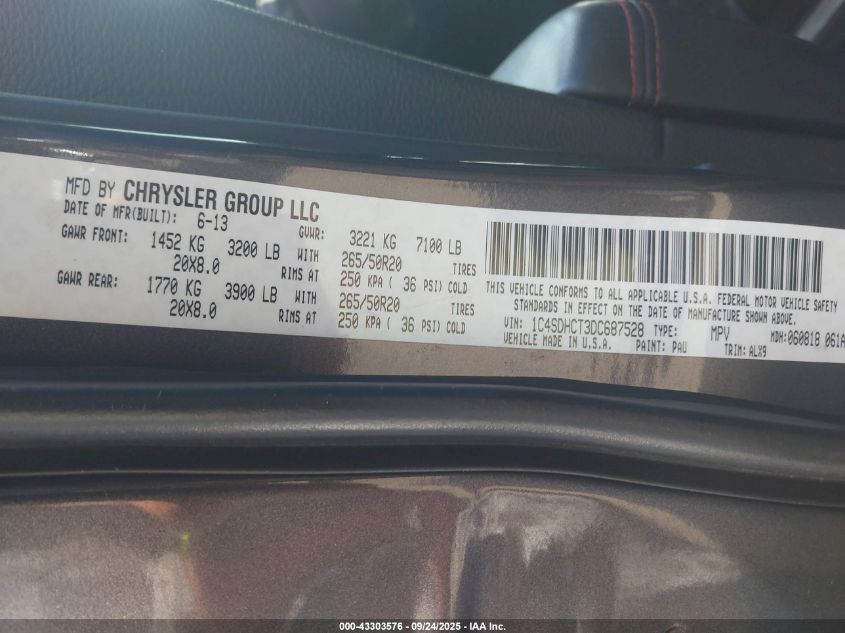 MFD BY CHRYSLER GROUP LLC
DATE OF MFR(BUILT): 6-13 GVWR: 3221 KG 7100 LB
GAWR FRONT: 1452 KG 3200 LB WITH 265/50R20 TIRES
20X8.0 RIMS AT 250 KPA ( 36 PSI) COLD
GAWR REAR: 1770 KG 3900 LB WITH 265/50R20 TIRES
20X8.0 RIMS AT 250 KPA ( 36 PSI) COLD
THIS VEHICLE CONFORMS TO ALL APPLICABLE U.S.A. FEDERAL MOTOR VEHICLE SAFETY
STANDARDS IN EFFECT ON THE DATE OF MANUFACTURE SHOWN ABOVE.
VIN: 1C4SDHCT3DC687528 TYPE: MPV MDH: 060818 061A
VEHICLE MADE IN U.S.A. PAINT: PAU TRIM: ALX9
000-43303576 - 09/24/2025 - IAA Inc.